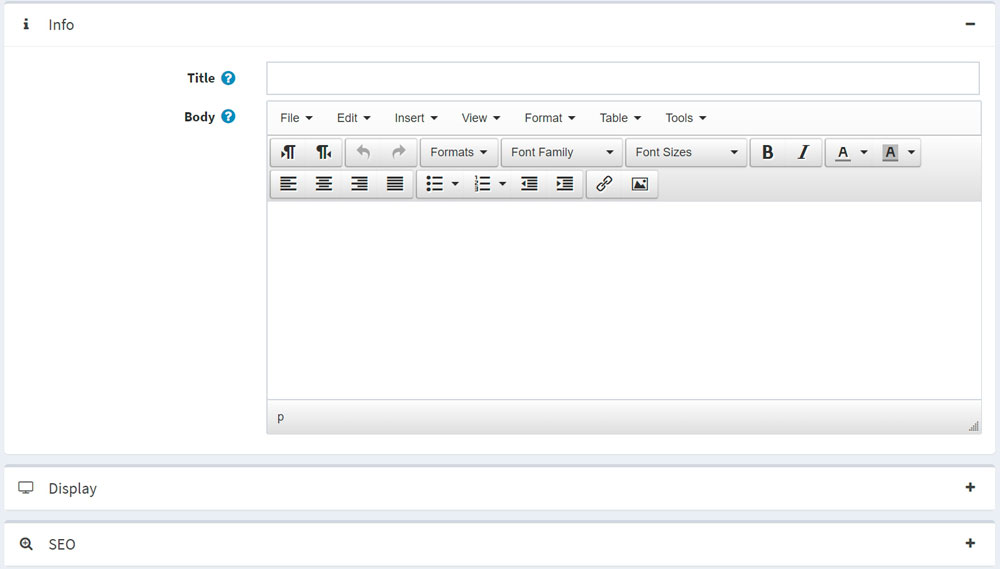 Info
Title
Body
File Edit Insert View Format Table Tools
Formats Font Family Font Sizes B I A A
p
Display
SEO